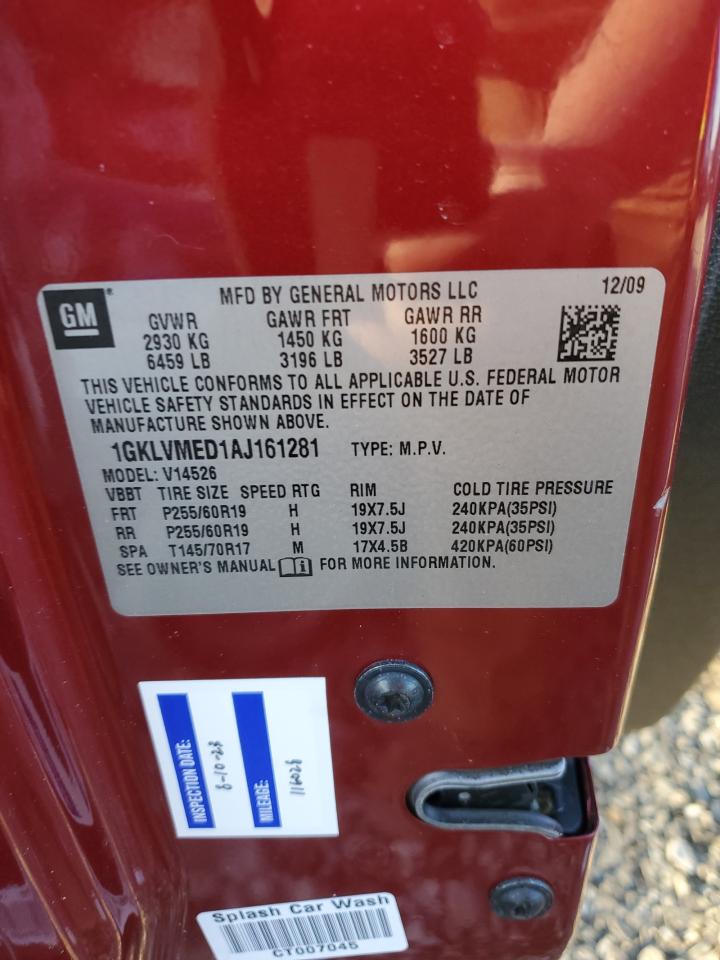 GM
MFD BY GENERAL MOTORS LLC 12/09
GVWR GAWR FRT GAWR RR
2930 KG 1450 KG 1600 KG
6459 LB 3196 LB 3527 LB
THIS VEHICLE CONFORMS TO ALL APPLICABLE U.S. FEDERAL MOTOR
VEHICLE SAFETY STANDARDS IN EFFECT ON THE DATE OF
MANUFACTURE SHOWN ABOVE.
1GKLVMED1AJ161281 TYPE: M.P.V.
MODEL: V14526
VBBT TIRE SIZE SPEED RTG RIM COLD TIRE PRESSURE
FRT P255/60R19 H 19X7.5J 240KPA(35PSI)
RR P255/60R19 H 19X7.5J 240KPA(35PSI)
SPA T145/70R17 M 17X4.5B 420KPA(60PSI)
SEE OWNER'S MANUAL FOR MORE INFORMATION.
INSPECTION DATE: 8-10-23
MILEAGE: 116028
Splash Car Wash
CT007045